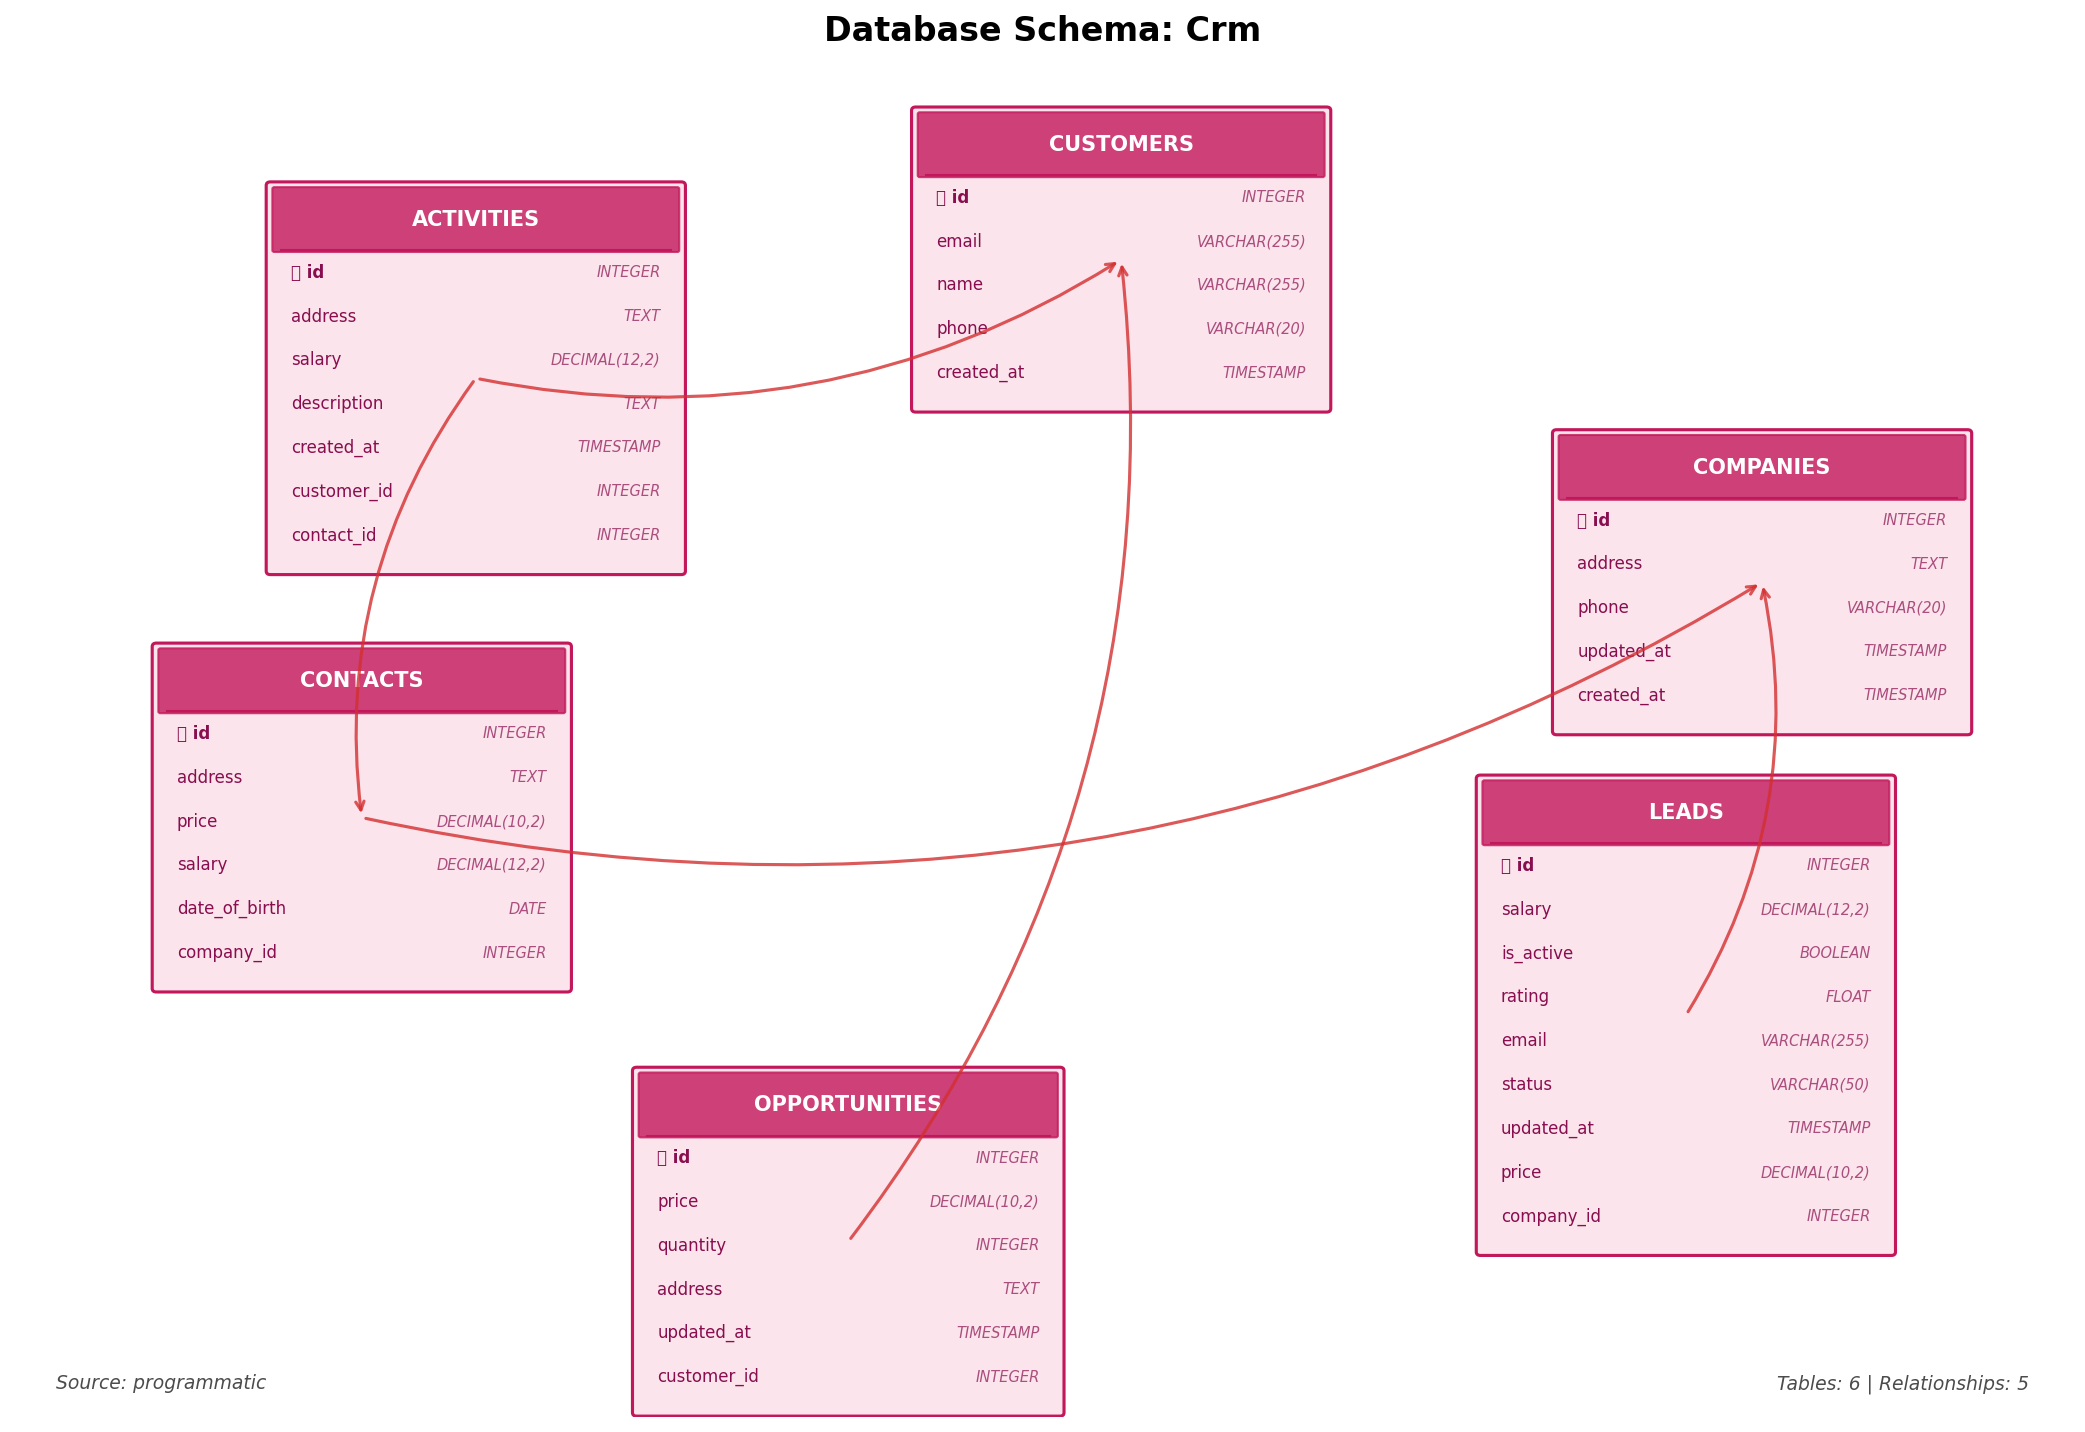 Database Schema: Crm
CUSTOMERS
id INTEGER
email VARCHAR(255)
name VARCHAR(255)
phone VARCHAR(20)
created_at TIMESTAMP
ACTIVITIES
id INTEGER
address TEXT
salary DECIMAL(12,2)
description TEXT
created_at TIMESTAMP
customer_id INTEGER
contact_id INTEGER
COMPANIES
id INTEGER
address TEXT
phone VARCHAR(20)
updated_at TIMESTAMP
created_at TIMESTAMP
CONTACTS
id INTEGER
address TEXT
price DECIMAL(10,2)
salary DECIMAL(12,2)
date_of_birth DATE
company_id INTEGER
LEADS
id INTEGER
salary DECIMAL(12,2)
is_active BOOLEAN
rating FLOAT
email VARCHAR(255)
status VARCHAR(50)
updated_at TIMESTAMP
price DECIMAL(10,2)
company_id INTEGER
OPPORTUNITIES
id INTEGER
price DECIMAL(10,2)
quantity INTEGER
address TEXT
updated_at TIMESTAMP
customer_id INTEGER
Source: programmatic
Tables: 6 | Relationships: 5